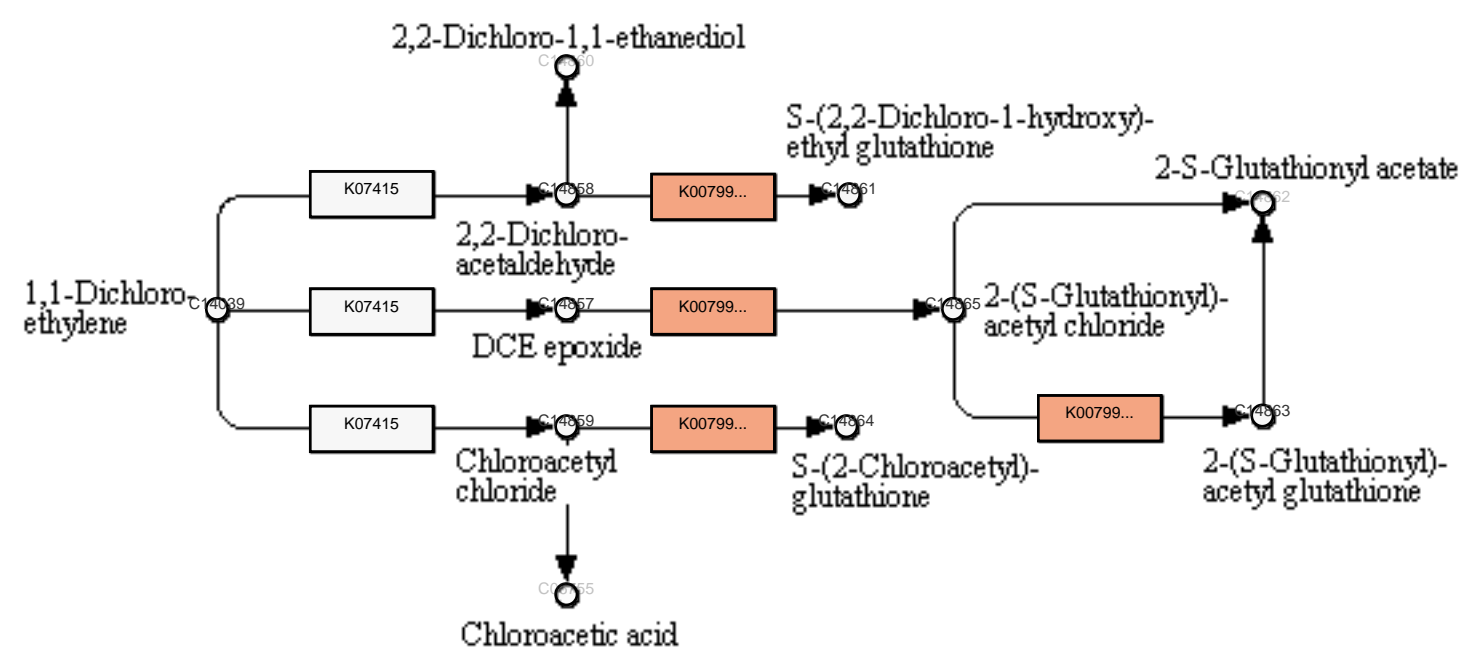 2,2-Dichloro-1,1-ethanediol
C14860
S-(2,2-Dichloro-1-hydroxy)-
ethyl glutathione
2-S-Glutathionyl acetate
K07415
C14858
K00799...
C14861
C14862
2,2-Dichloro-
acetaldehyde
1,1-Dichloro-
ethylene
C14039
K07415
C14857
K00799...
C14865
2-(S-Glutathionyl)-
acetyl chloride
DCE epoxide
K07415
C14859
K00799...
C14864
K00799...
C14863
Chloroacetyl
chloride
S-(2-Chloroacetyl)-
glutathione
2-(S-Glutathionyl)-
acetyl glutathione
Chloroacetic acid